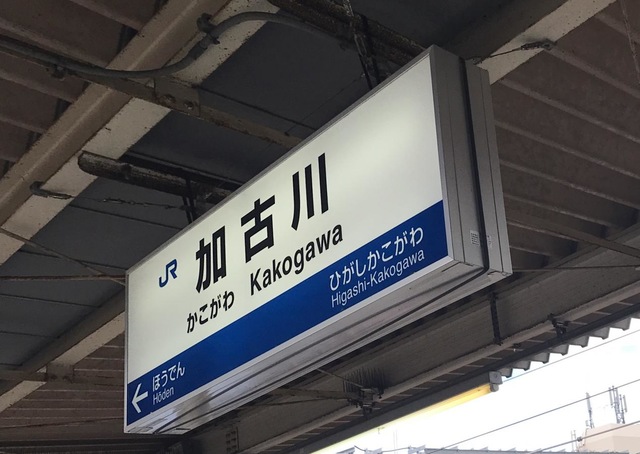 JR 加古川
かこがわ Kakogawa
ひがしかこがわ
Higashi-Kakogawa
← ほうでん
Hōden